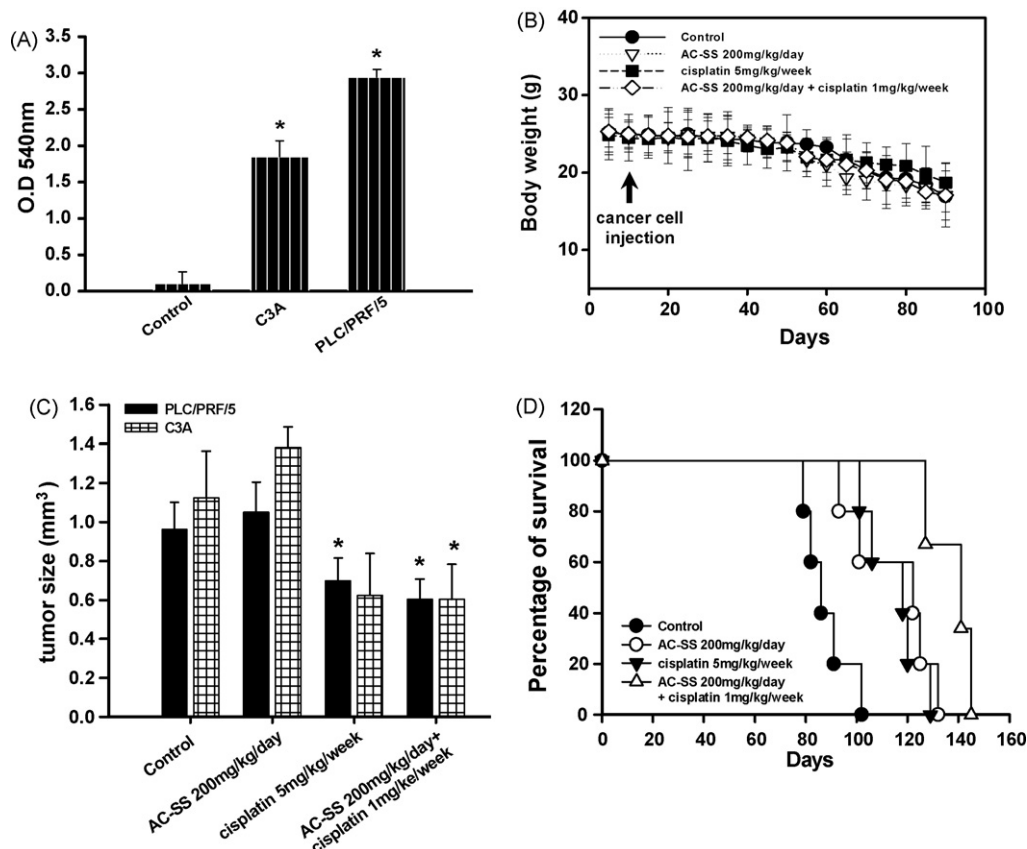 (A)
O.D 540nm
3.5
3.0
2.5
2.0
1.5
1.0
0.5
0.0
*
*
Control
C3A
PLC/PRF/5
(B)
Body weight (g)
40
30
20
10
Control
AC-SS 200mg/kg/day
cisplatin 5mg/kg/week
AC-SS 200mg/kg/day + cisplatin 1mg/kg/week
cancer cell
injection
0 20 40 60 80 100
Days
(C)
tumor size (mm³)
1.6
1.4
1.2
1.0
0.8
0.6
0.4
0.2
0.0
PLC/PRF/5
C3A
*
* *
Control
AC-SS 200mg/kg/day
cisplatin 5mg/kg/week
AC-SS 200mg/kg/day+
cisplatin 1mg/ke/week
(D)
Percentage of survival
120
100
80
60
40
20
0
Control
AC-SS 200mg/kg/day
cisplatin 5mg/kg/week
AC-SS 200mg/kg/day
+ cisplatin 1mg/kg/week
0 20 40 60 80 100 120 140 160
Days